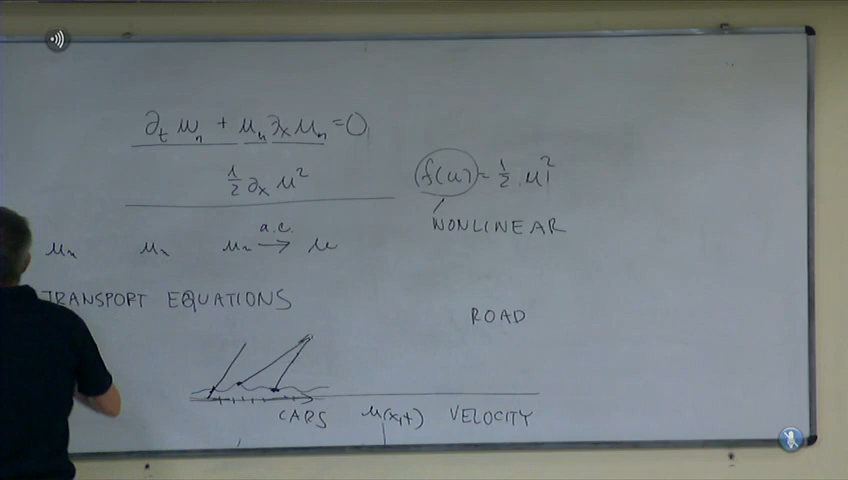 ∂ₜ uₙ + uₙ ∂ₓ uₙ = 0
½ ∂ₓ u²
f(u) = ½ u²
NONLINEAR
uₙ uₙ uₙ →a.c. u
TRANSPORT EQUATIONS
ROAD
CARS u(x,t) VELOCITY